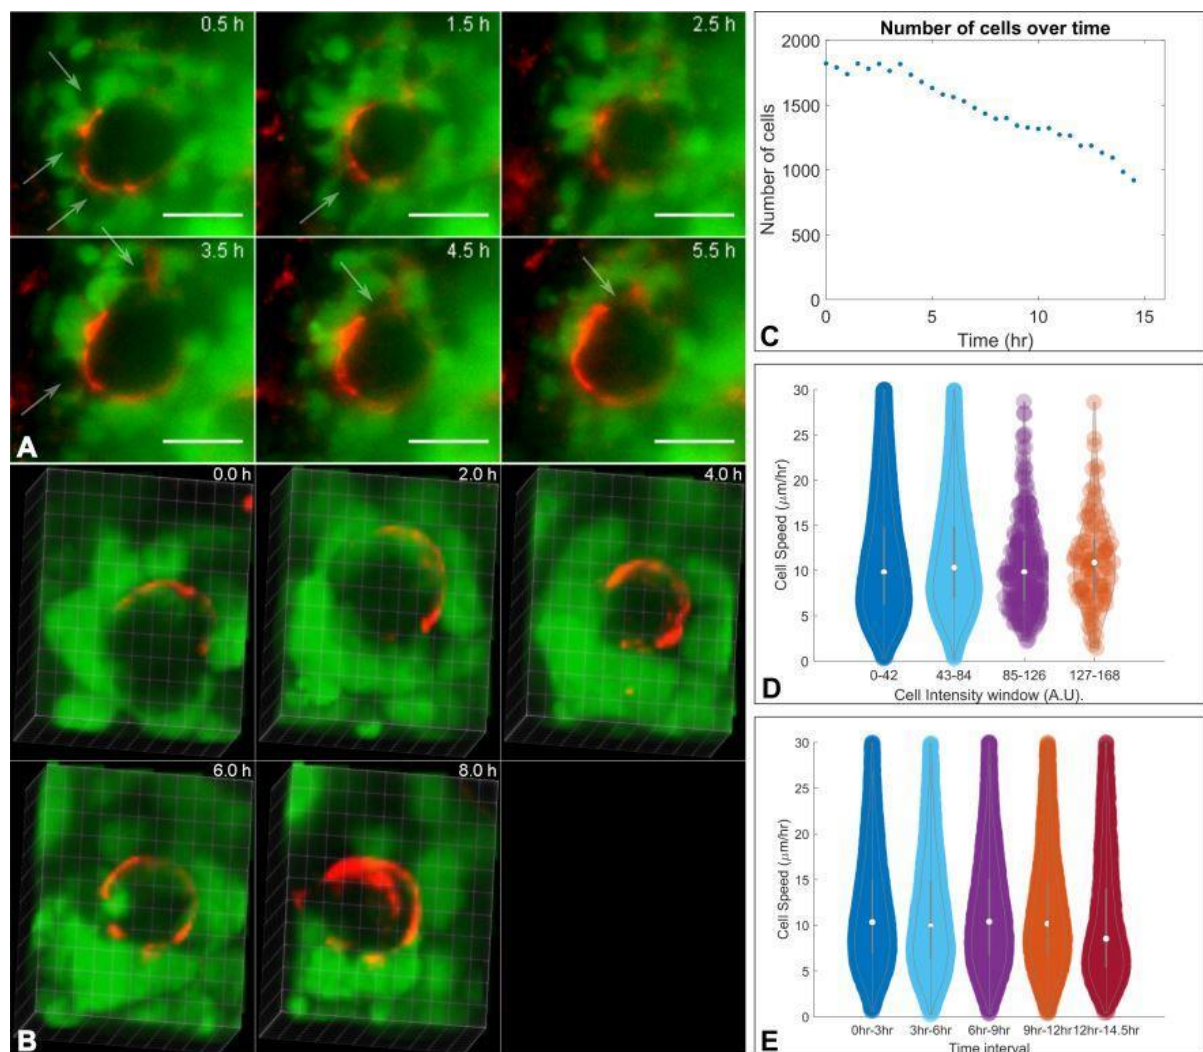 0.5 h
1.5 h
2.5 h
3.5 h
4.5 h
5.5 h
A
0.0 h
2.0 h
4.0 h
6.0 h
8.0 h
B
Number of cells over time
2000
1500
1000
500
0
Number of cells
0 5 10 15
Time (hr)
C
30
25
20
15
10
5
0
Cell Speed (μm/hr)
0-42 43-84 85-126 127-168
Cell Intensity window (A.U).
D
30
25
20
15
10
5
0
Cell Speed (μm/hr)
0hr-3hr 3hr-6hr 6hr-9hr 9hr-12hr 12hr-14.5hr
Time interval
E